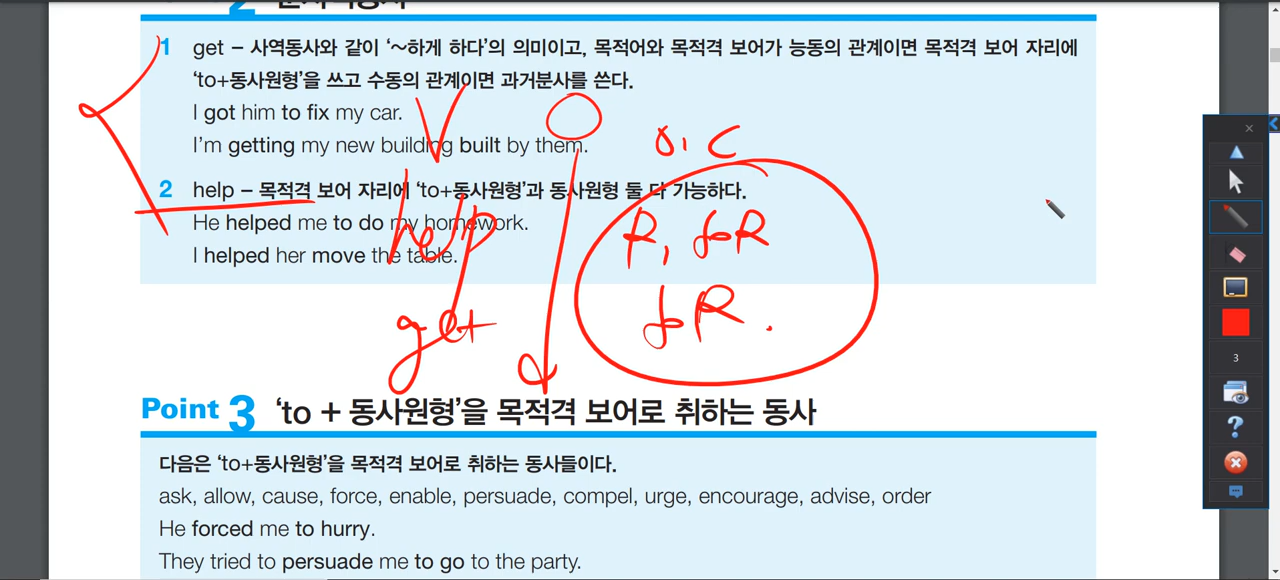 1 get – 사역동사와 같이 ‘~하게 하다’의 의미이고, 목적어와 목적격 보어가 능동의 관계이면 목적격 보어 자리에
‘to+동사원형’을 쓰고 수동의 관계이면 과거분사를 쓴다.
I got him to fix my car.
I’m getting my new building built by them.
O, C
2 help – 목적격 보어 자리에 ‘to+동사원형’과 동사원형 둘 다 가능하다.
He helped me to do my homework.
help R, to R
I helped her move the table.
get to R.
Point 3 ‘to + 동사원형’을 목적격 보어로 취하는 동사
다음은 ‘to+동사원형’을 목적격 보어로 취하는 동사들이다.
ask, allow, cause, force, enable, persuade, compel, urge, encourage, advise, order
He forced me to hurry.
They tried to persuade me to go to the party.
3